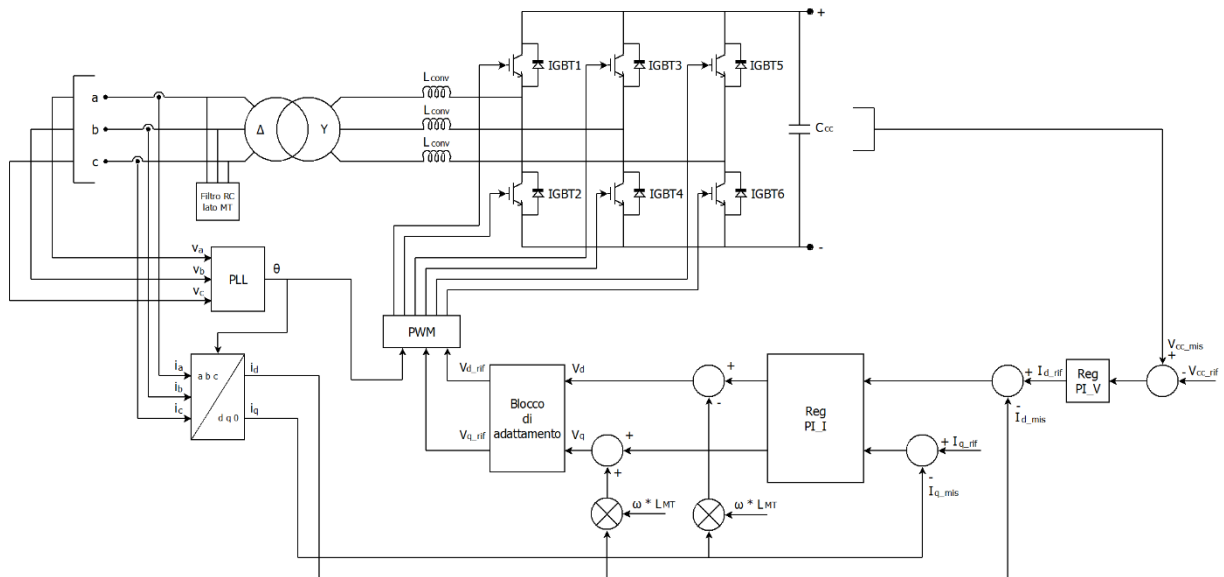 +
IGBT1
IGBT3
IGBT5
L conv
a
b
Δ
Y
L conv
C cc
c
L conv
Filtro RC
lato MT
IGBT2
IGBT4
IGBT6
-
va
vb
vc
PLL
θ
PWM
Vcc_mis
+
- Vcc_rif
Reg
PI_V
+ Id_rif
-
Id_mis
a b c
d q 0
ia
ib
ic
id
iq
Vd_rif
Vq_rif
Blocco
di
adattamento
Vd
Vq
+
-
+
+
Reg
PI_I
+ Iq_rif
-
Iq_mis
ω * LMT
ω * LMT